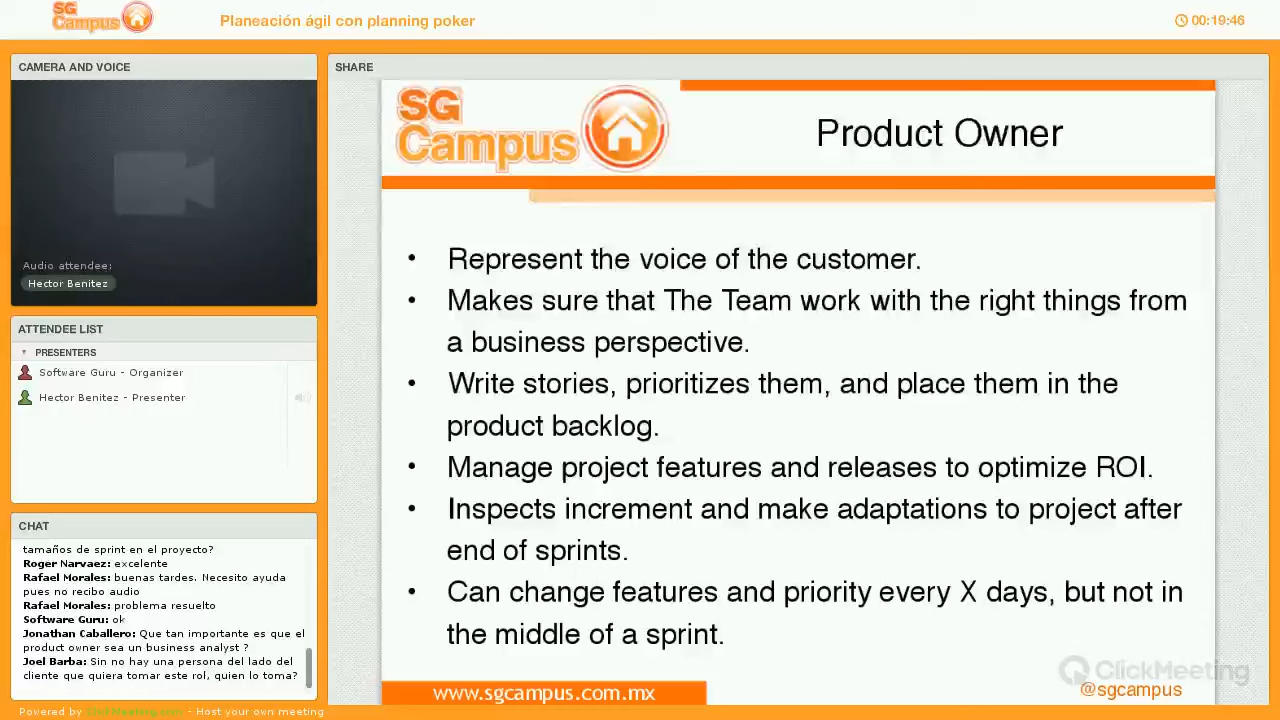 SG
Campus
Planeación ágil con planning poker
00:19:46
CAMERA AND VOICE
Audio attendee:
Hector Benitez
ATTENDEE LIST
PRESENTERS
Software Guru - Organizer
Hector Benitez - Presenter
CHAT
tamaños de sprint en el proyecto?
Roger Narvaez: excelente
Rafael Morales: buenas tardes. Necesito ayuda
pues no recibo audio
Rafael Morales: problema resuelto
Software Guru: ok
Jonathan Caballero: Que tan importante es que el
product owner sea un business analyst ?
Joel Barba: Sin no hay una persona del lado del
cliente que quiera tomar este rol, quien lo toma?
Powered by ClickMeeting.com - Host your own meeting
SHARE
SG
Campus
Product Owner
• Represent the voice of the customer.
• Makes sure that The Team work with the right things from
a business perspective.
• Write stories, prioritizes them, and place them in the
product backlog.
• Manage project features and releases to optimize ROI.
• Inspects increment and make adaptations to project after
end of sprints.
• Can change features and priority every X days, but not in
the middle of a sprint.
ClickMeeting
www.sgcampus.com.mx
@sgcampus